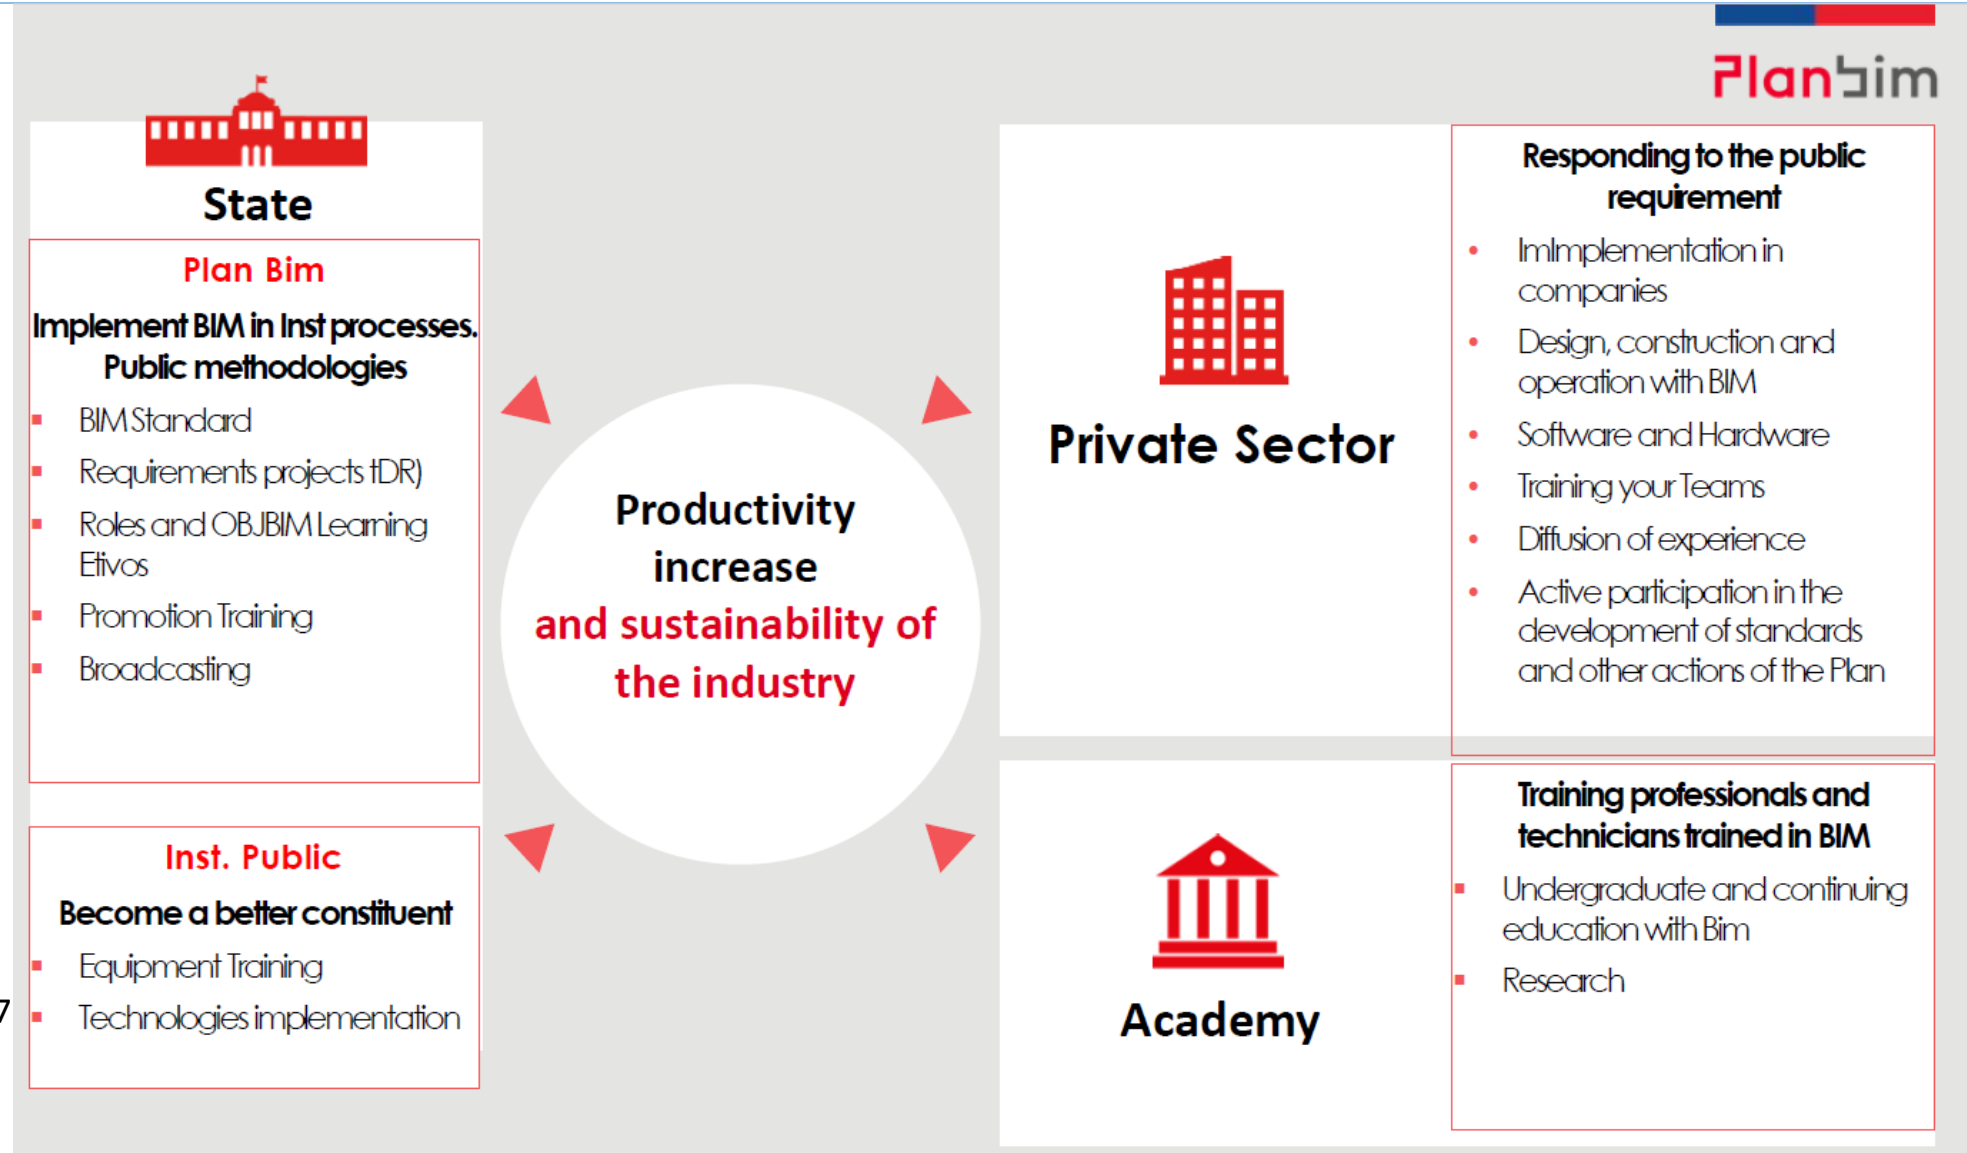 Planbim
State
Plan Bim
Implement BIM in Inst processes.
Public methodologies
BIM Standard
Requirements projects tDR)
Roles and OBJBIM Learning
Etivos
Promotion Training
Broadcasting
Inst. Public
Become a better constituent
Equipment Training
Technologies implementation
7
Productivity
increase
and sustainability of
the industry
Private Sector
Responding to the public
requirement
ImImplementation in
companies
Design, construction and
operation with BIM
Software and Hardware
Training your Teams
Diffusion of experience
Active participation in the
development of standards
and other actions of the Plan
Academy
Training professionals and
technicians trained in BIM
Undergraduate and continuing
education with Bim
Research